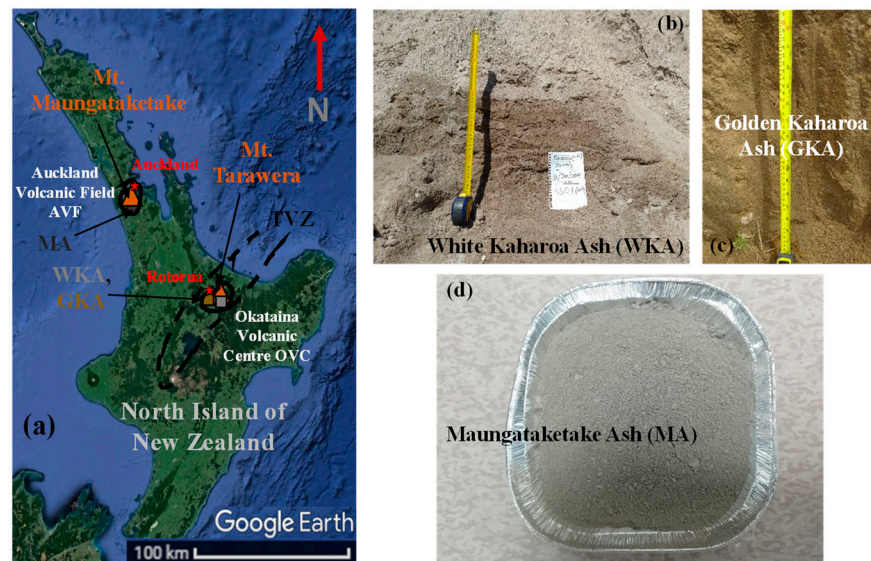 Mt.
Maungataketake
Auckland
Auckland
Volcanic Field
AVF
MA
Mt.
Tarawera
TVZ
WKA,
GKA
Rotorua
Okataina
Volcanic
Centre OVC
N
(a)
North Island of
New Zealand
Google Earth
100 km
(b)
White Kaharoa Ash (WKA)
Golden Kaharoa
Ash (GKA)
(c)
(d)
Maungataketake Ash (MA)